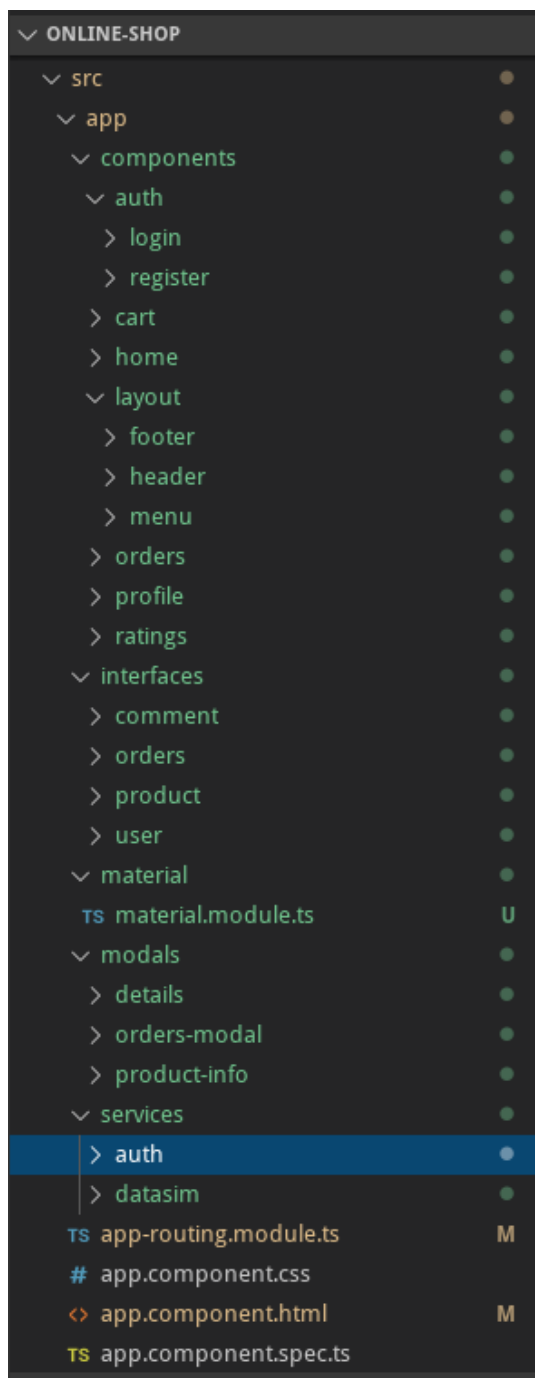 ONLINE-SHOP
src
app
components
auth
login
register
cart
home
layout
footer
header
menu
orders
profile
ratings
interfaces
comment
orders
product
user
material
TS material.module.ts U
modals
details
orders-modal
product-info
services
auth
datasim
TS app-routing.module.ts M
# app.component.css
<> app.component.html M
TS app.component.spec.ts